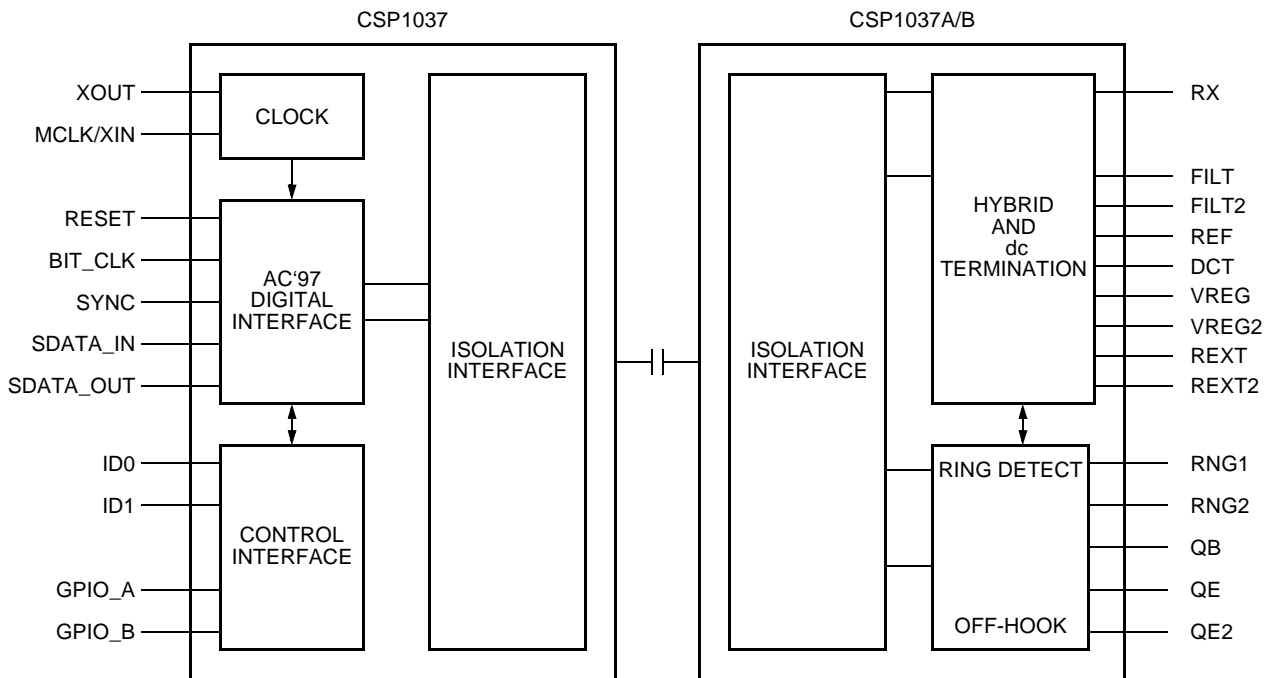 CSP1037
CSP1037A/B
XOUT
MCLK/XIN
RESET
BIT_CLK
SYNC
SDATA_IN
SDATA_OUT
ID0
ID1
GPIO_A
GPIO_B
CLOCK
AC‘97
DIGITAL
INTERFACE
CONTROL
INTERFACE
ISOLATION
INTERFACE
ISOLATION
INTERFACE
HYBRID
AND
dc
TERMINATION
RING DETECT
OFF-HOOK
RX
FILT
FILT2
REF
DCT
VREG
VREG2
REXT
REXT2
RNG1
RNG2
QB
QE
QE2